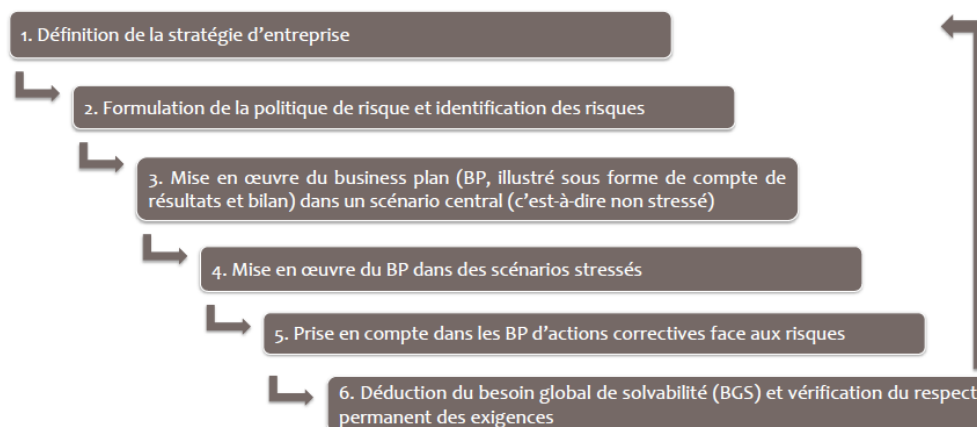 1. Définition de la stratégie d'entreprise
2. Formulation de la politique de risque et identification des risques
3. Mise en œuvre du business plan (BP, illustré sous forme de compte de
résultats et bilan) dans un scénario central (c'est-à-dire non stressé)
4. Mise en œuvre du BP dans des scénarios stressés
5. Prise en compte dans les BP d'actions correctives face aux risques
6. Déduction du besoin global de solvabilité (BGS) et vérification du respect
permanent des exigences